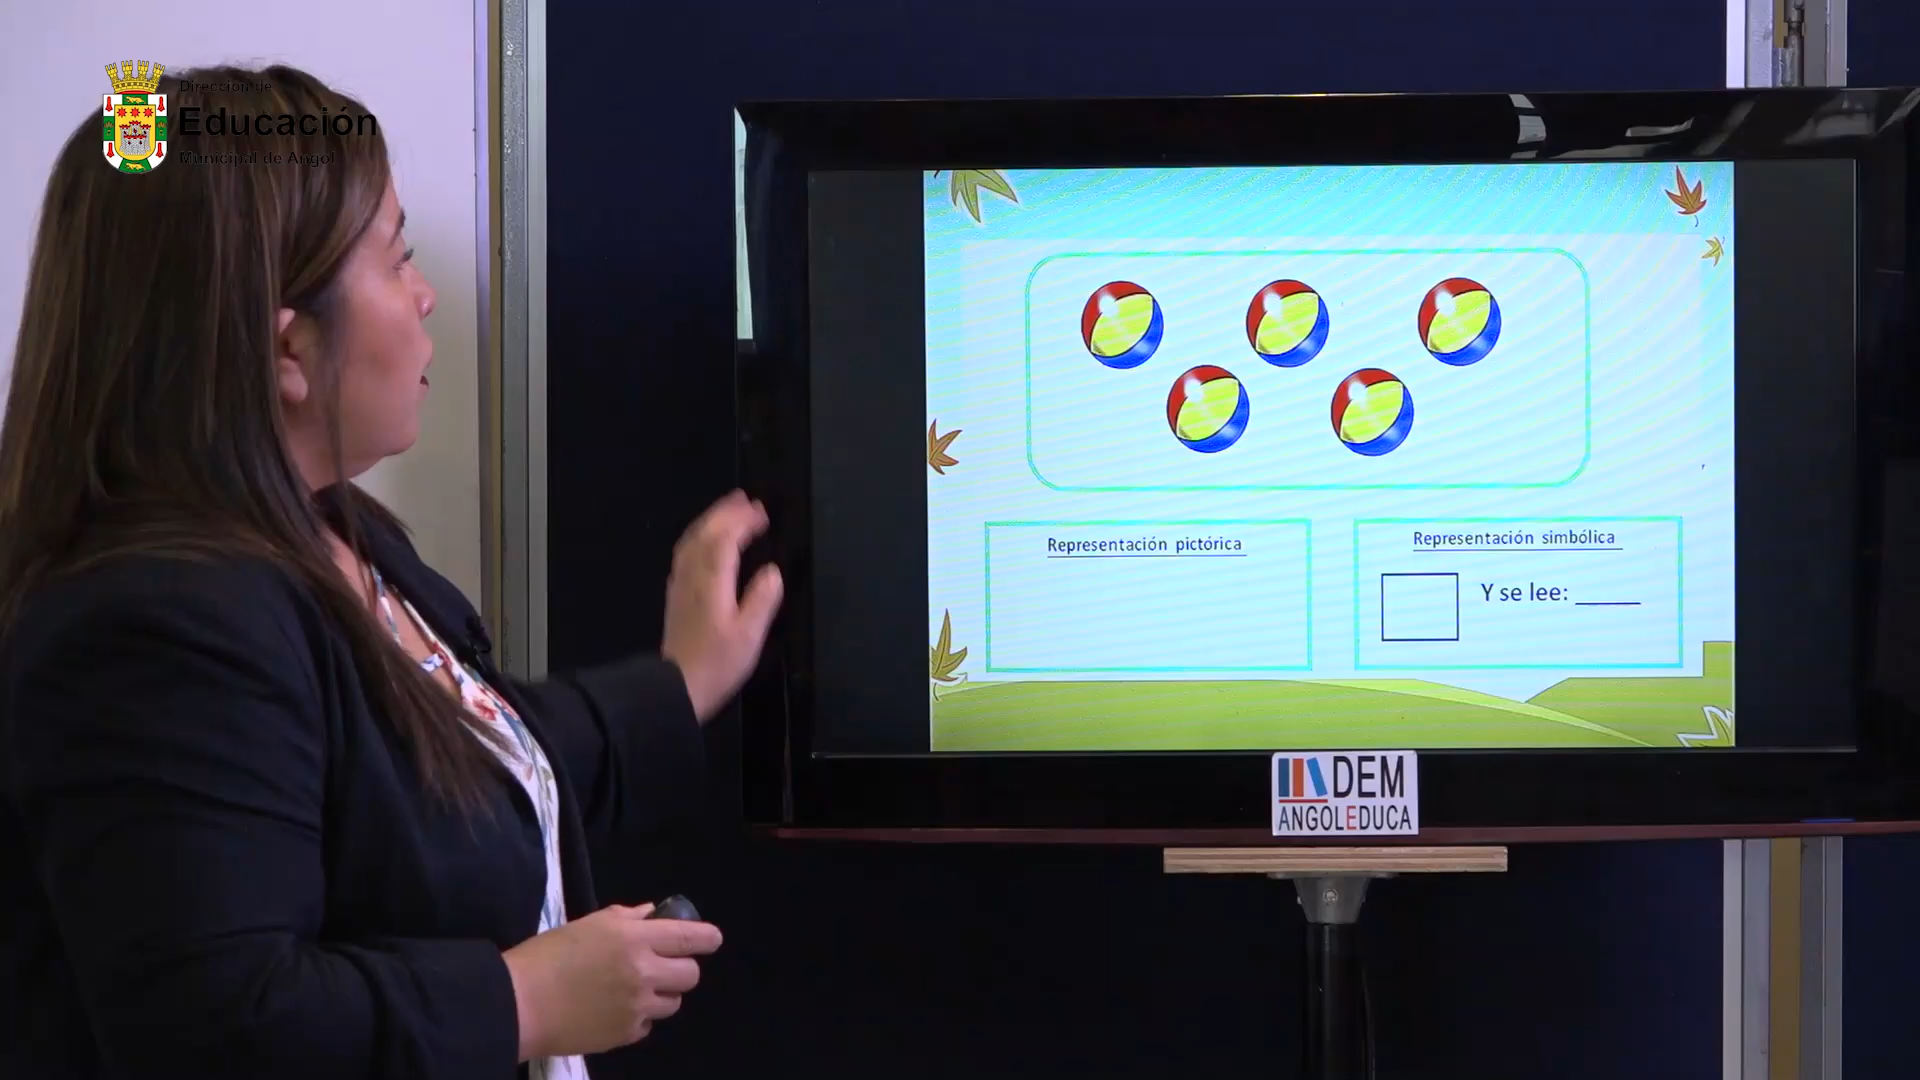 Dirección de
Educación
Municipal de Angol
Representación pictórica
Representación simbólica
Y se lee: _____
DEM
ANGOLEDUCA